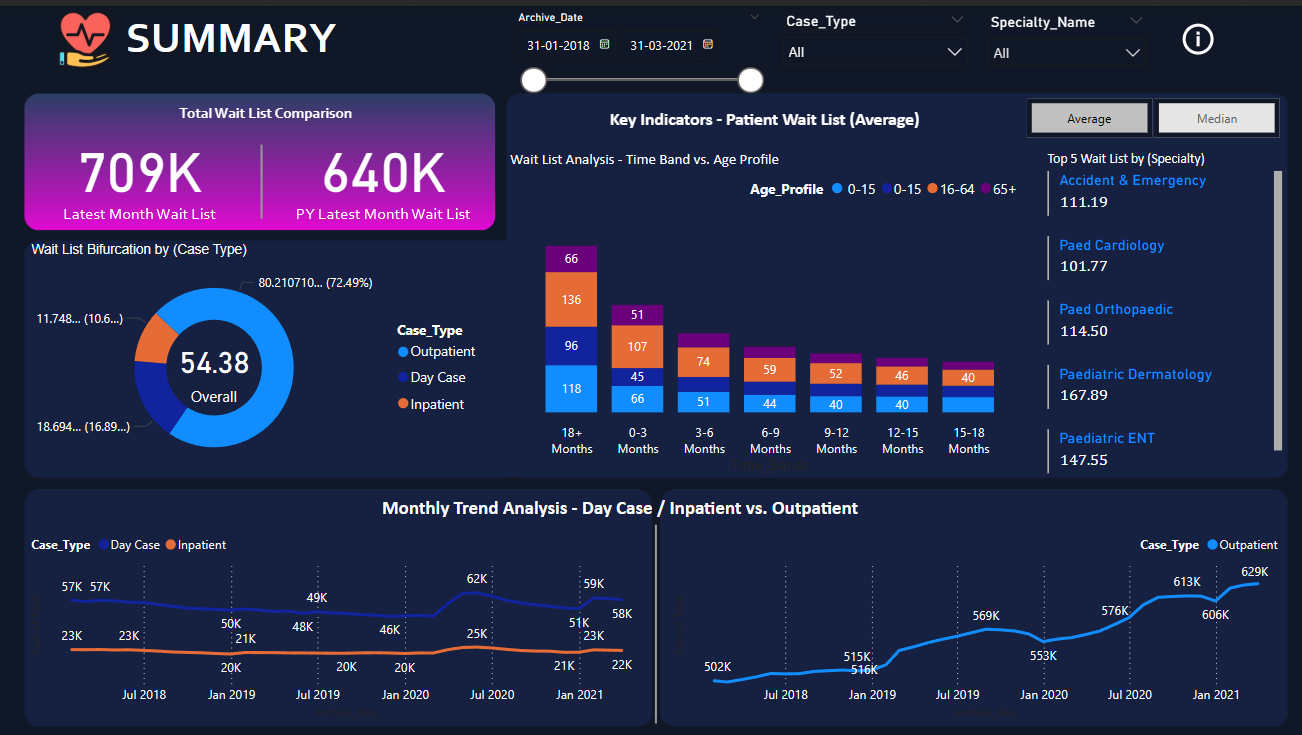 SUMMARY
Archive_Date
31-01-2018 31-03-2021
Case_Type
All
Specialty_Name
All
Total Wait List Comparison
709K
Latest Month Wait List
640K
PY Latest Month Wait List
Wait List Bifurcation by (Case Type)
80.210710... (72.49%)
11.748... (10.6...)
18.694... (16.89...)
54.38
Overall
Case_Type
Outpatient
Day Case
Inpatient
Key Indicators - Patient Wait List (Average)
Average
Median
Wait List Analysis - Time Band vs. Age Profile
Age_Profile 0-15 0-15 16-64 65+
66
136
96
118
51
107
45
66
74
51
59
44
52
40
46
40
40
18+ Months
0-3 Months
3-6 Months
6-9 Months
9-12 Months
12-15 Months
15-18 Months
Top 5 Wait List by (Specialty)
Accident & Emergency
111.19
Paed Cardiology
101.77
Paed Orthopaedic
114.50
Paediatric Dermatology
167.89
Paediatric ENT
147.55
Monthly Trend Analysis - Day Case / Inpatient vs. Outpatient
Case_Type Day Case Inpatient
57K 57K 50K 49K 48K 46K 62K 51K 59K 58K
23K 23K 20K 21K 20K 20K 25K 21K 23K 22K
Jul 2018 Jan 2019 Jul 2019 Jan 2020 Jul 2020 Jan 2021
Case_Type Outpatient
502K 515K 516K 569K 553K 576K 613K 606K 629K
Jul 2018 Jan 2019 Jul 2019 Jan 2020 Jul 2020 Jan 2021